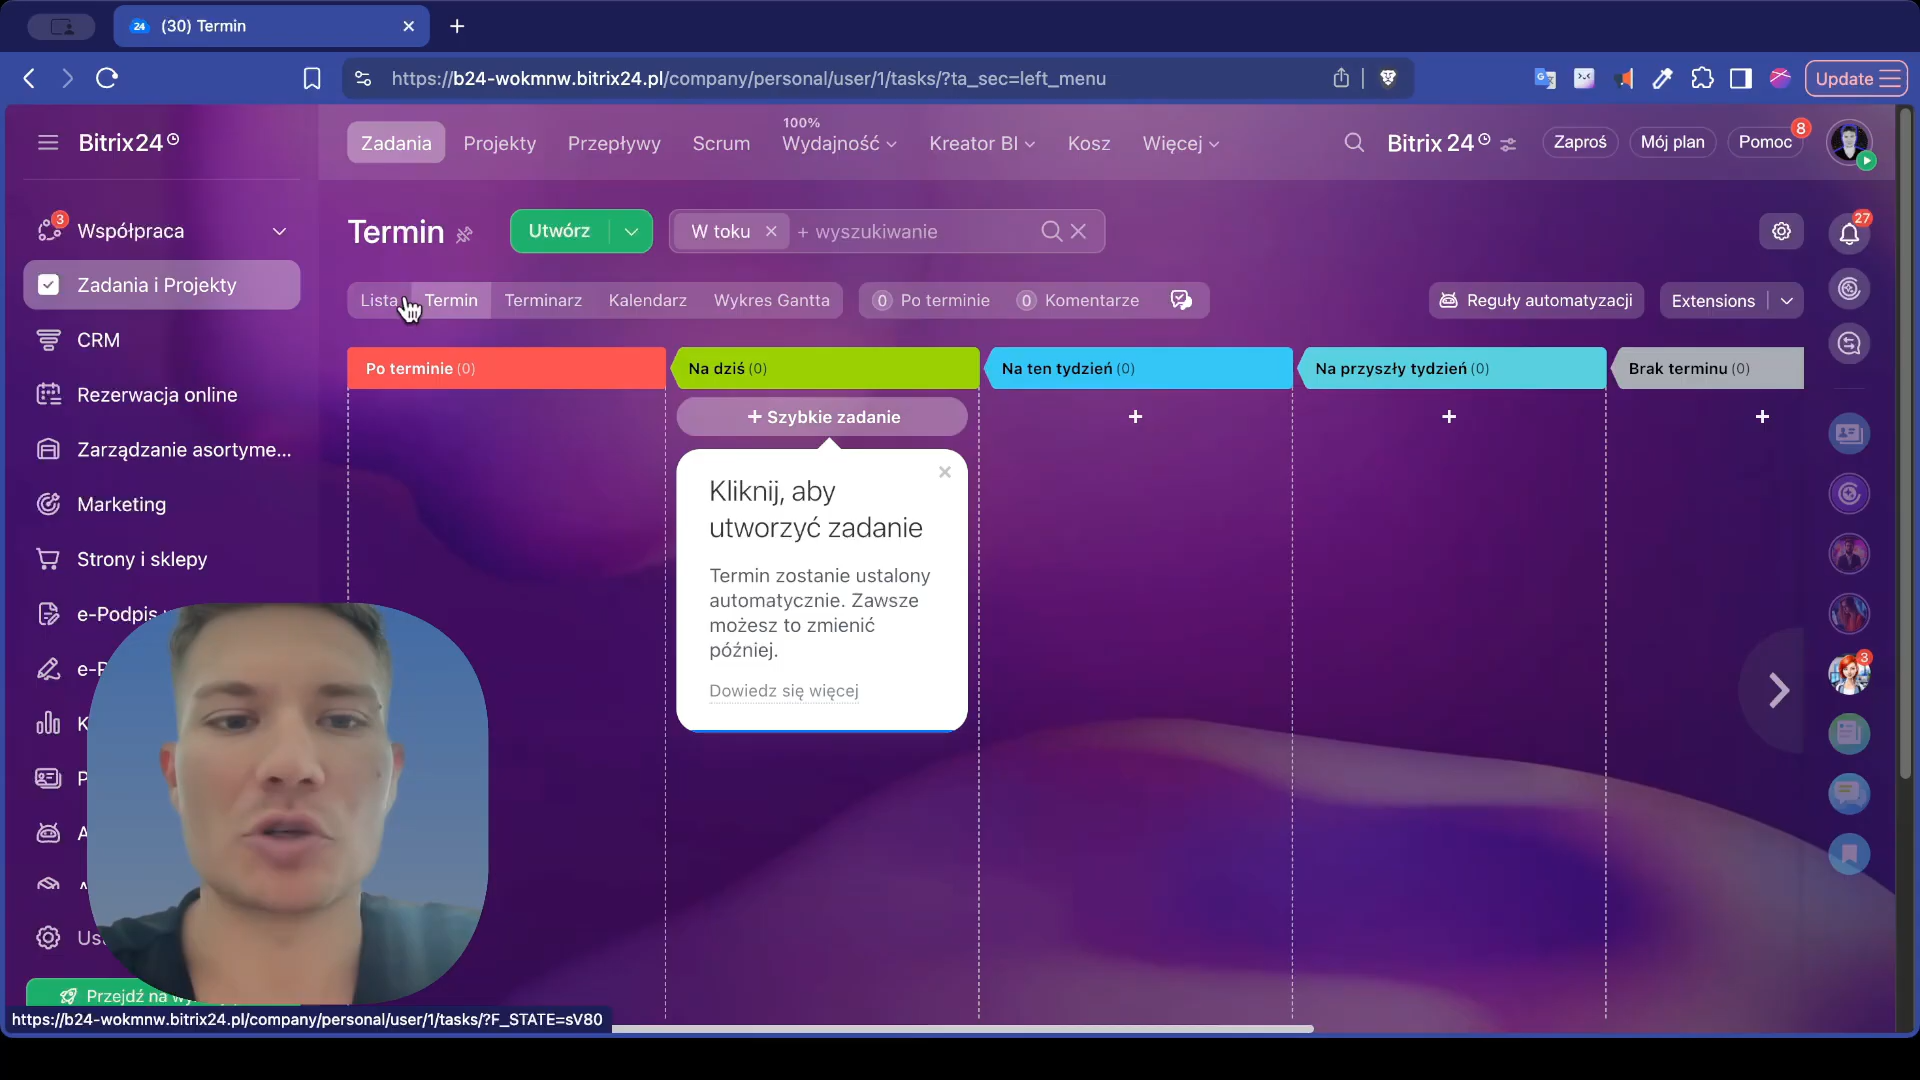 24 (30) Termin
https://b24-wokmnw.bitrix24.pl/company/personal/user/1/tasks/?ta_sec=left_menu
Update
Bitrix24
Zadania
Projekty
Przepływy
Scrum
100%
Wydajność
Kreator BI
Kosz
Więcej
Bitrix 24
Zaproś
Mój plan
Pomoc
8
3
Współpraca
Zadania i Projekty
CRM
Rezerwacja online
Zarządzanie asortyme...
Marketing
Strony i sklepy
e-Podpis
Termin
Utwórz
W toku
+ wyszukiwanie
27
Lista
Termin
Terminarz
Kalendarz
Wykres Gantta
0 Po terminie
0 Komentarze
Reguły automatyzacji
Extensions
Po terminie (0)
Na dziś (0)
Na ten tydzień (0)
Na przyszły tydzień (0)
Brak terminu (0)
+ Szybkie zadanie
+
+
+
Kliknij, aby
utworzyć zadanie
Termin zostanie ustalony
automatycznie. Zawsze
możesz to zmienić
później.
Dowiedz się więcej
3
Przejdź na
https://b24-wokmnw.bitrix24.pl/company/personal/user/1/tasks/?F_STATE=sV80